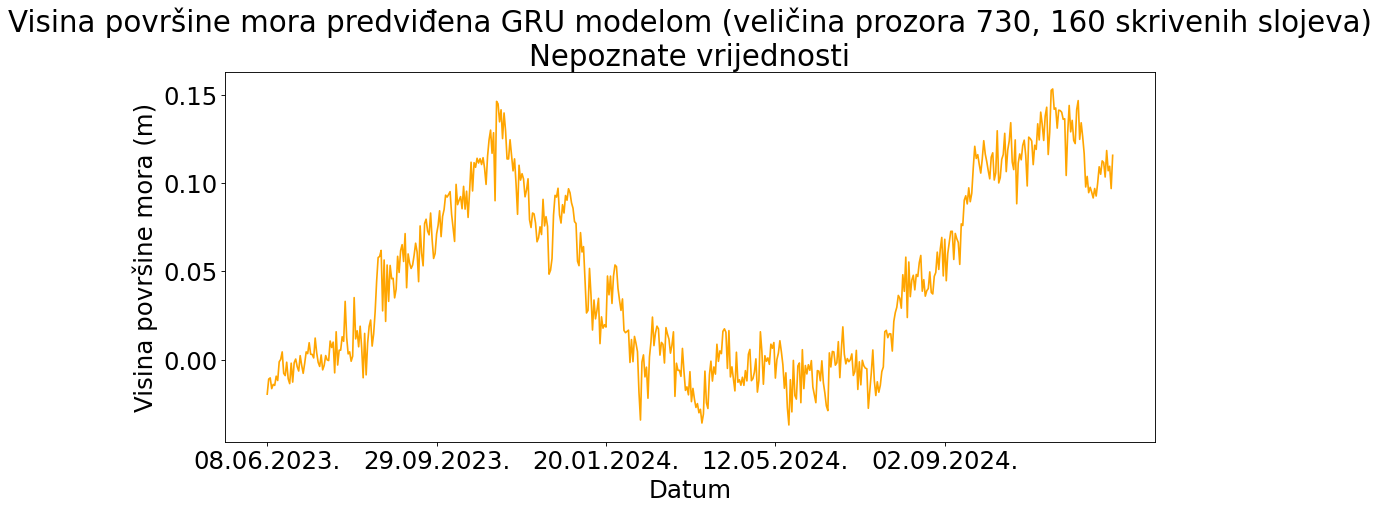 Visina površine mora predviđena GRU modelom (veličina prozora 730, 160 skrivenih slojeva)
Nepoznate vrijednosti
Visina površine mora (m)
0.15
0.10
0.05
0.00
08.06.2023. 29.09.2023. 20.01.2024. 12.05.2024. 02.09.2024.
Datum